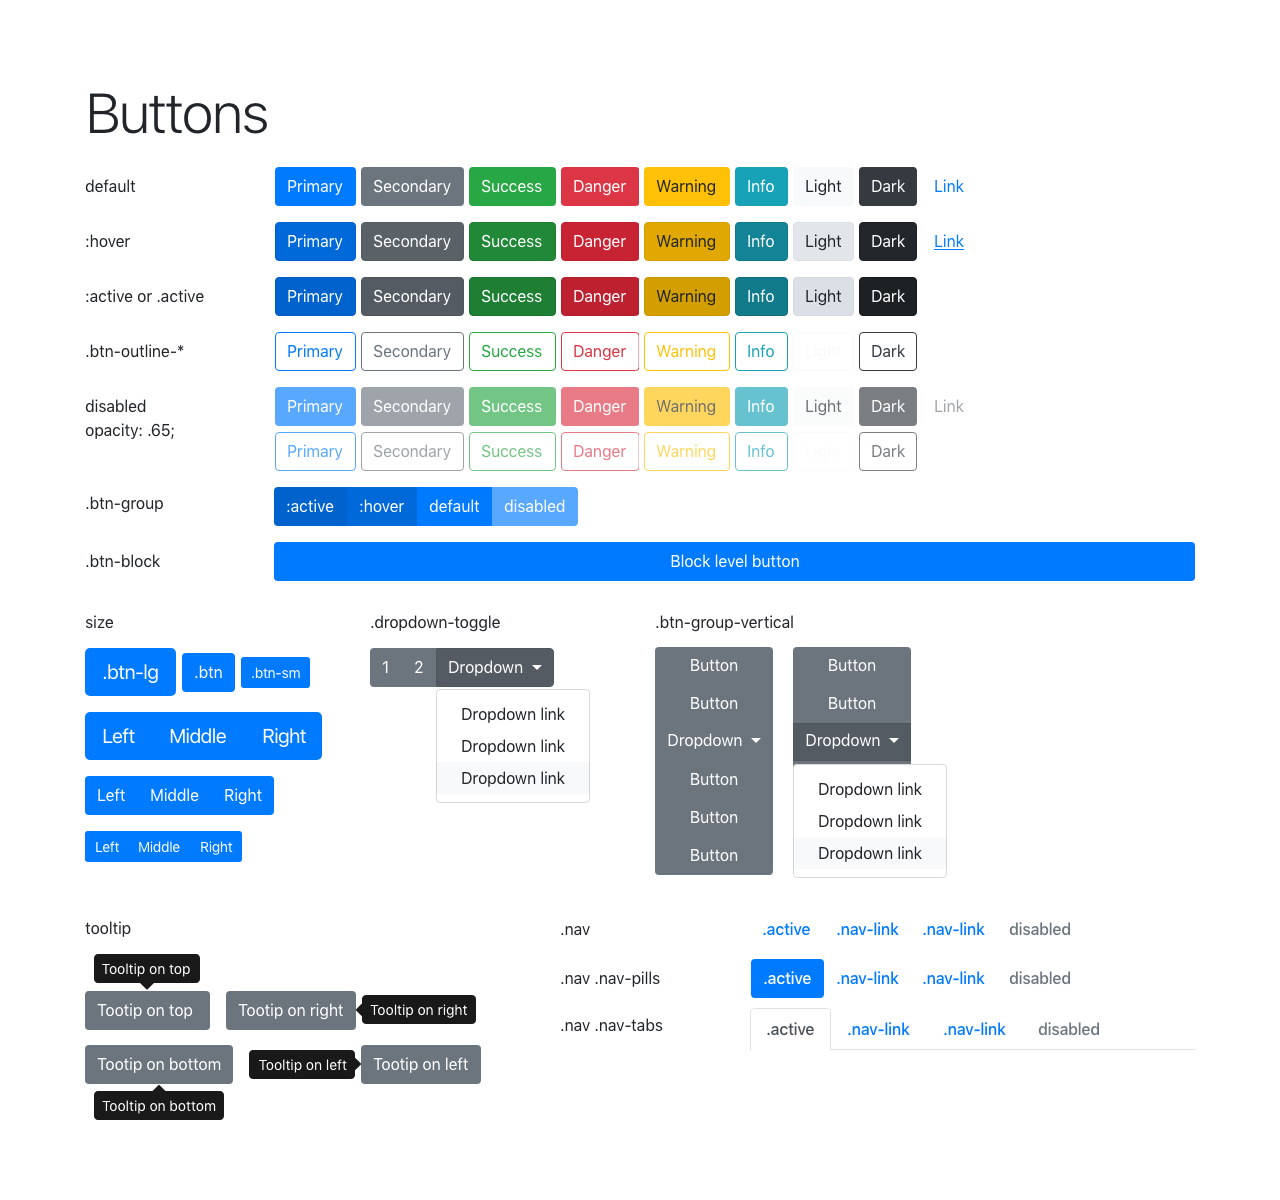 Buttons
default Primary Secondary Success Danger Warning Info Light Dark Link
:hover Primary Secondary Success Danger Warning Info Light Dark Link
:active or .active Primary Secondary Success Danger Warning Info Light Dark
.btn-outline-* Primary Secondary Success Danger Warning Info Light Dark
disabled Primary Secondary Success Danger Warning Info Light Dark Link
opacity: .65;
Primary Secondary Success Danger Warning Info Dark
.btn-group :active :hover default disabled
.btn-block Block level button
size
.btn-lg .btn .btn-sm
Left Middle Right
Left Middle Right
Left Middle Right
.dropdown-toggle
1 2 Dropdown
Dropdown link
Dropdown link
Dropdown link
.btn-group-vertical
Button
Button
Dropdown
Button
Button
Button
Button
Button
Dropdown
Dropdown link
Dropdown link
Dropdown link
tooltip
Tooltip on top
Tootip on top Tootip on right Tooltip on right
Tootip on bottom Tooltip on left Tootip on left
Tooltip on bottom
.nav .active .nav-link .nav-link disabled
.nav .nav-pills .active .nav-link .nav-link disabled
.nav .nav-tabs .active .nav-link .nav-link disabled